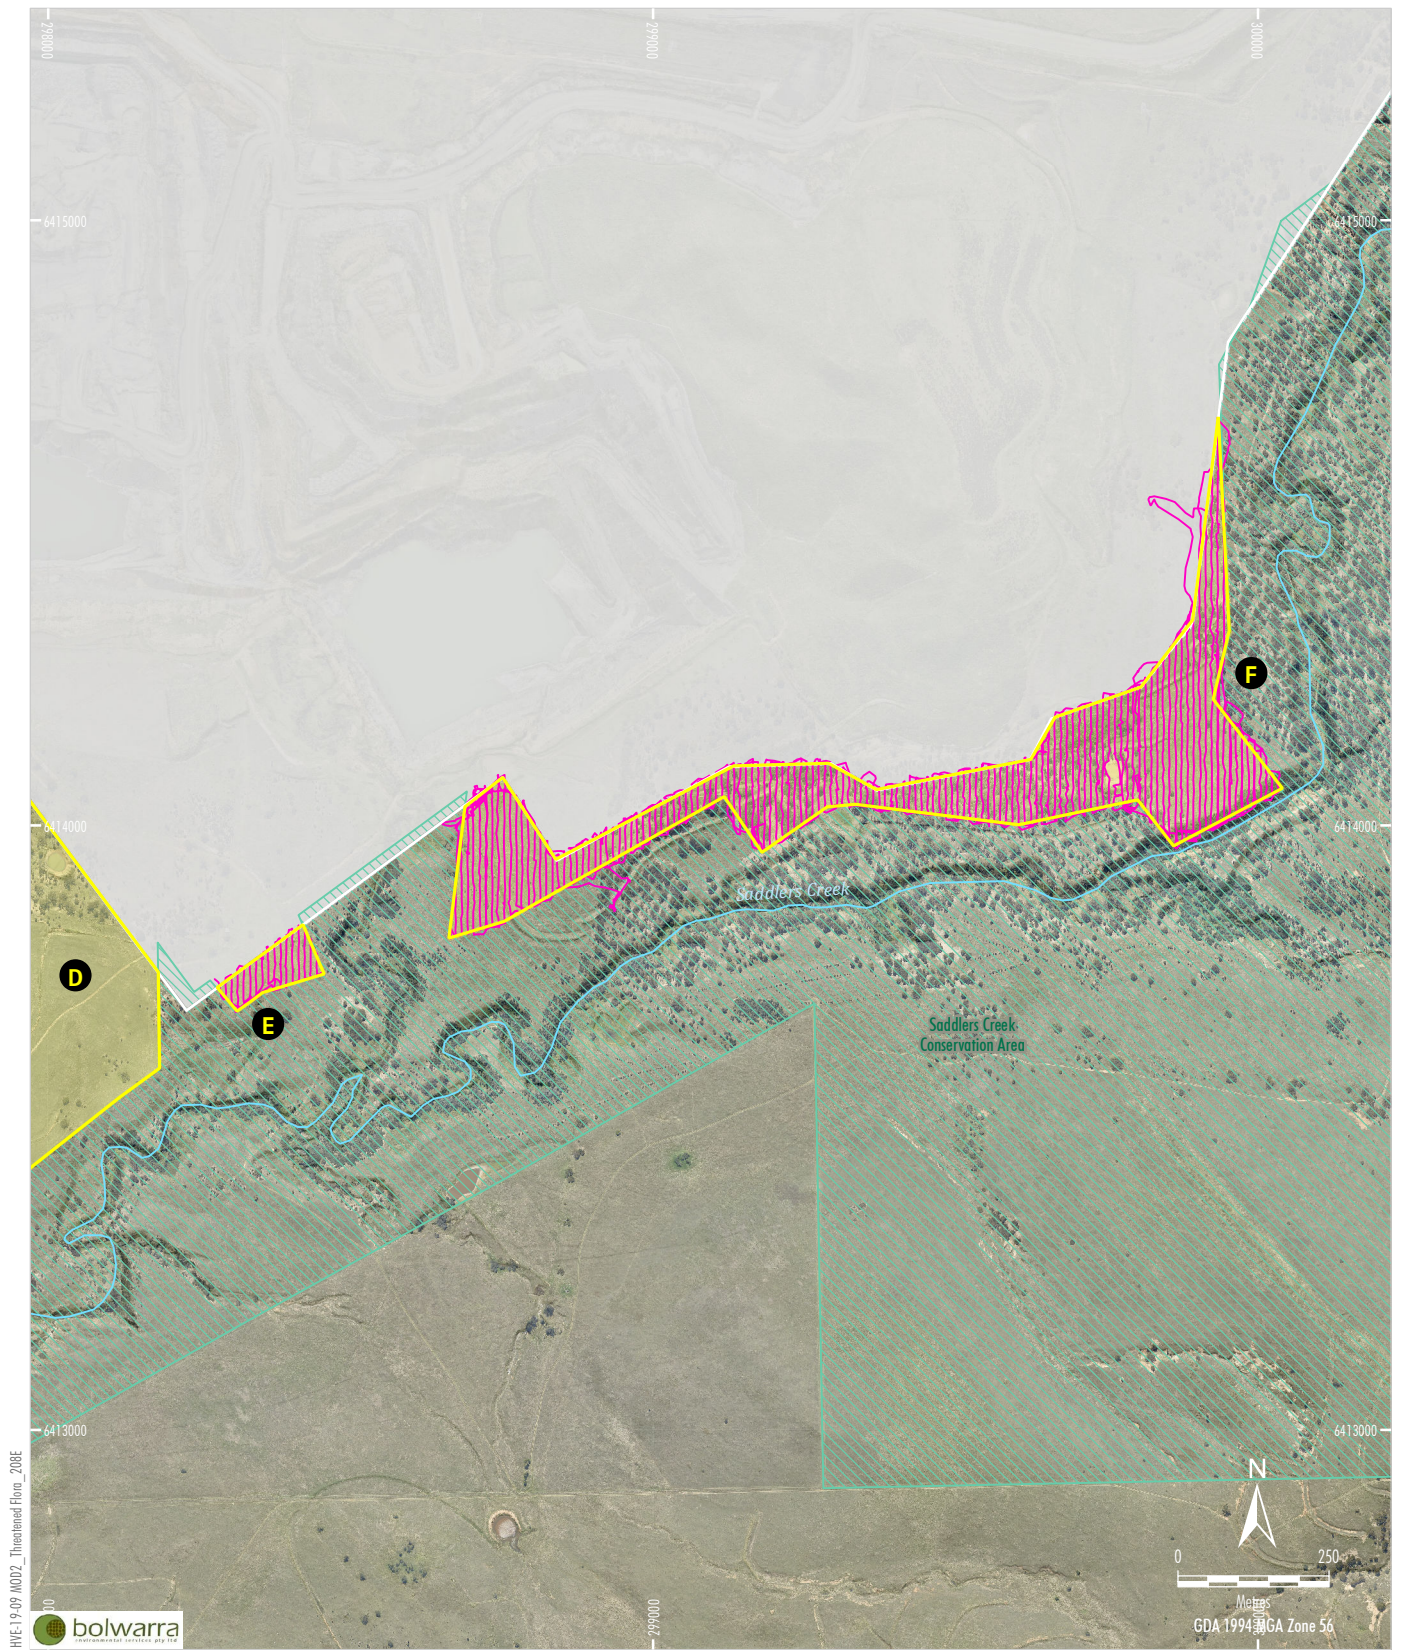 298000
299000
300000
6415000
6415000
F
6414000
6414000
Saddlers Creek
D
E
Saddlers Creek
Conservation Area
6413000
6413000
N
0
250
Metres
GDA 1994 MGA Zone 56
299000
bolwarra
environmental services pty ltd
HVE-19-09 MOD2_Threatened Flora_208E